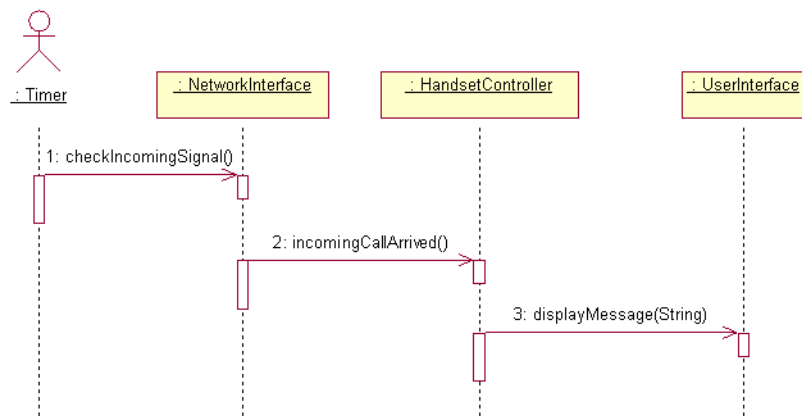 : Timer
: NetworkInterface
: HandsetController
: UserInterface
1: checkIncomingSignal()
2: incomingCallArrived()
3: displayMessage(String)